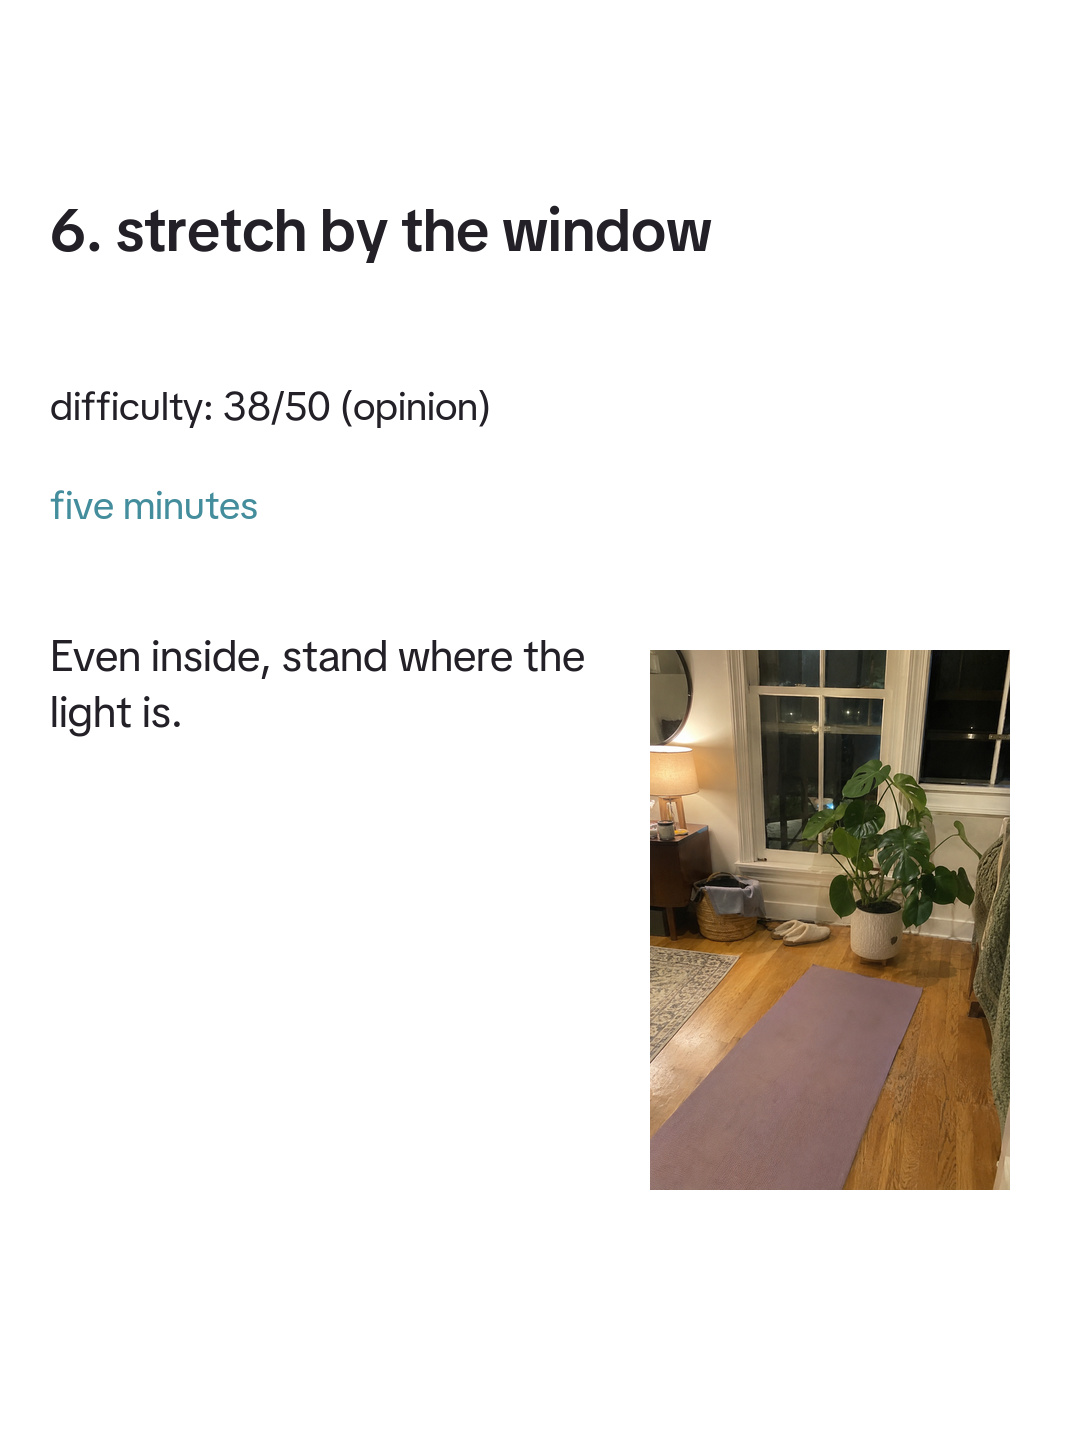 6. stretch by the window
difficulty: 38/50 (opinion)
five minutes
Even inside, stand where the
light is.